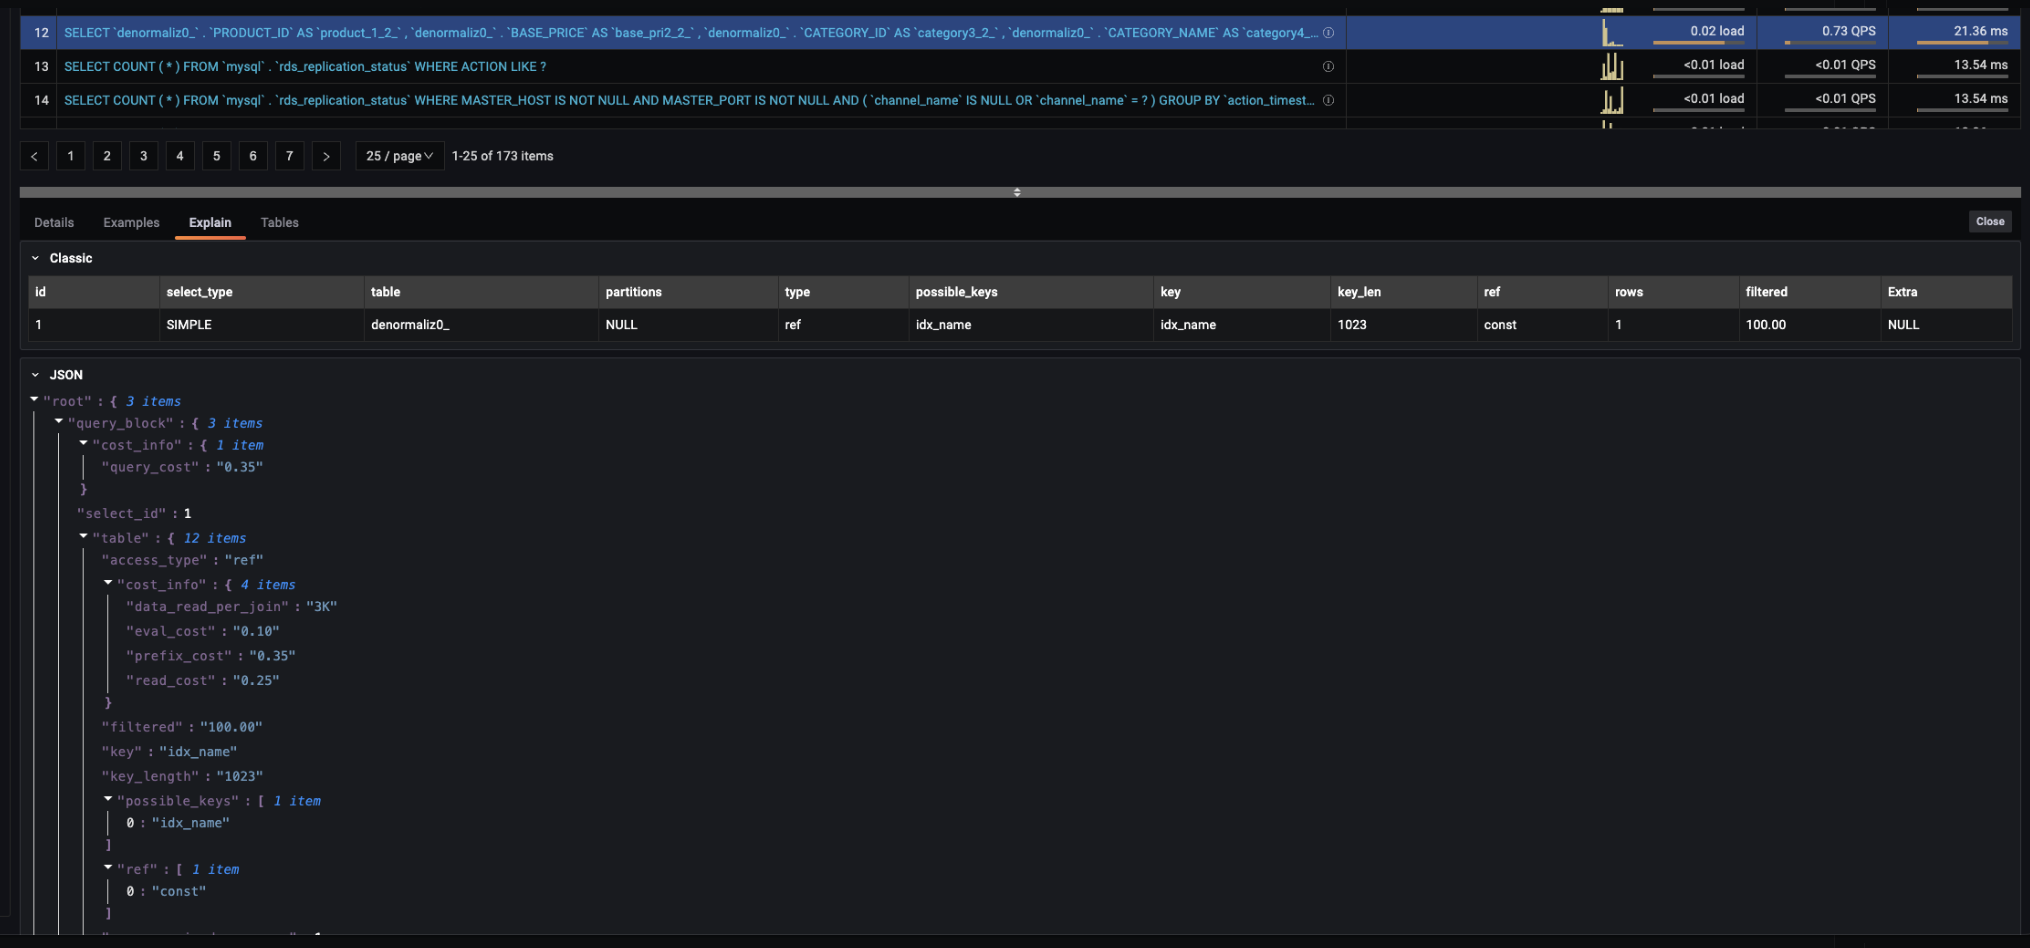 12 SELECT `denormaliz0_` . `PRODUCT_ID` AS `product_1_2_` , `denormaliz0_` . `BASE_PRICE` AS `base_pri2_2_` , `denormaliz0_` . `CATEGORY_ID` AS `category3_2_` , `denormaliz0_` . `CATEGORY_NAME` AS `category4_... 0.02 load 0.73 QPS 21.36 ms
13 SELECT COUNT ( * ) FROM `mysql` . `rds_replication_status` WHERE ACTION LIKE ? <0.01 load <0.01 QPS 13.54 ms
14 SELECT COUNT ( * ) FROM `mysql` . `rds_replication_status` WHERE MASTER_HOST IS NOT NULL AND MASTER_PORT IS NOT NULL AND ( `channel_name` IS NULL OR `channel_name` = ? ) GROUP BY `action_timest... <0.01 load <0.01 QPS 13.54 ms
< 1 2 3 4 5 6 7 > 25 / page 1-25 of 173 items
Details Examples Explain Tables Close
Classic
id select_type table partitions type possible_keys key key_len ref rows filtered Extra
1 SIMPLE denormaliz0_ NULL ref idx_name idx_name 1023 const 1 100.00 NULL
JSON
"root" : { 3 items
"query_block" : { 3 items
"cost_info" : { 1 item
"query_cost" : "0.35"
}
"select_id" : 1
"table" : { 12 items
"access_type" : "ref"
"cost_info" : { 4 items
"data_read_per_join" : "3K"
"eval_cost" : "0.10"
"prefix_cost" : "0.35"
"read_cost" : "0.25"
}
"filtered" : "100.00"
"key" : "idx_name"
"key_length" : "1023"
"possible_keys" : [ 1 item
0 : "idx_name"
]
"ref" : [ 1 item
0 : "const"
]